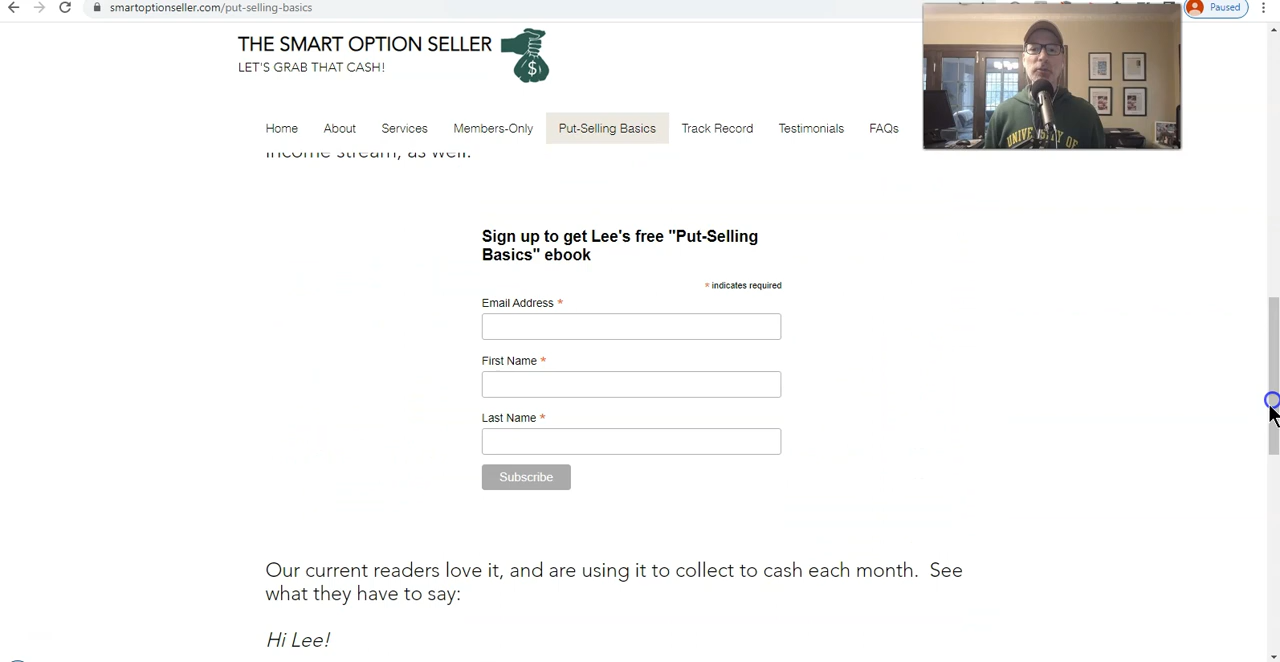 smartoptionseller.com/put-selling-basics
Paused
THE SMART OPTION SELLER
LET'S GRAB THAT CASH!
$
Home About Services Members-Only Put-Selling Basics Track Record Testimonials FAQs
income stream, as well.
UNIVERSITY OF
Sign up to get Lee's free "Put-Selling
Basics" ebook
* indicates required
Email Address *
First Name *
Last Name *
Subscribe
Our current readers love it, and are using it to collect to cash each month. See
what they have to say:
Hi Lee!